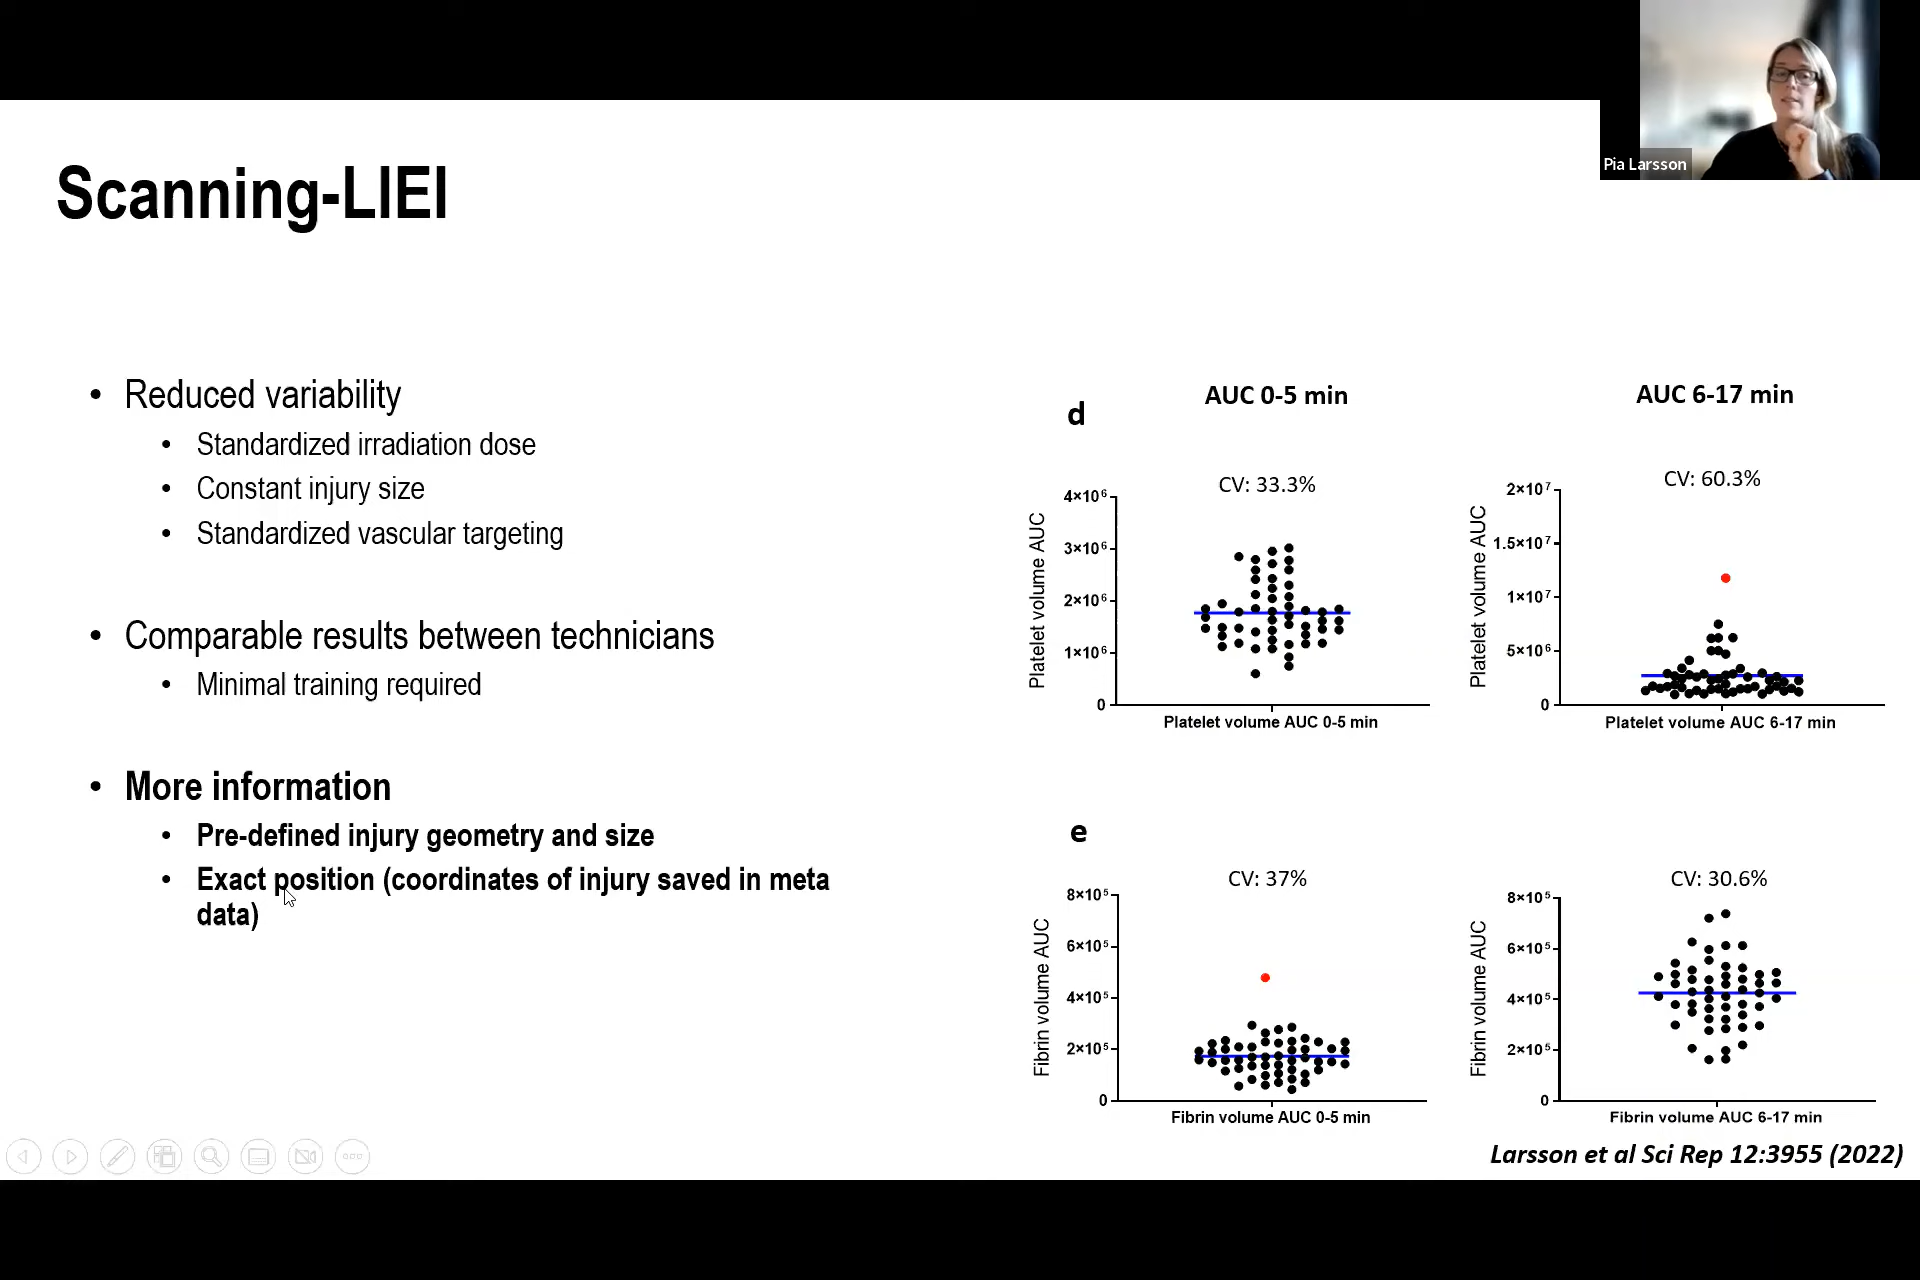 Pia Larsson
Scanning-LIEI
• Reduced variability
• Standardized irradiation dose
• Constant injury size
• Standardized vascular targeting
• Comparable results between technicians
• Minimal training required
• More information
• Pre-defined injury geometry and size
• Exact position (coordinates of injury saved in meta
data)
d
AUC 0-5 min
AUC 6-17 min
CV: 33.3%
Platelet volume AUC
4×10⁶
3×10⁶
2×10⁶
1×10⁶
0
Platelet volume AUC 0-5 min
CV: 60.3%
Platelet volume AUC
2×10⁷
1.5×10⁷
1×10⁷
5×10⁶
0
Platelet volume AUC 6-17 min
e
CV: 37%
Fibrin volume AUC
8×10⁵
6×10⁵
4×10⁵
2×10⁵
0
Fibrin volume AUC 0-5 min
CV: 30.6%
Fibrin volume AUC
8×10⁵
6×10⁵
4×10⁵
2×10⁵
0
Fibrin volume AUC 6-17 min
Larsson et al Sci Rep 12:3955 (2022)